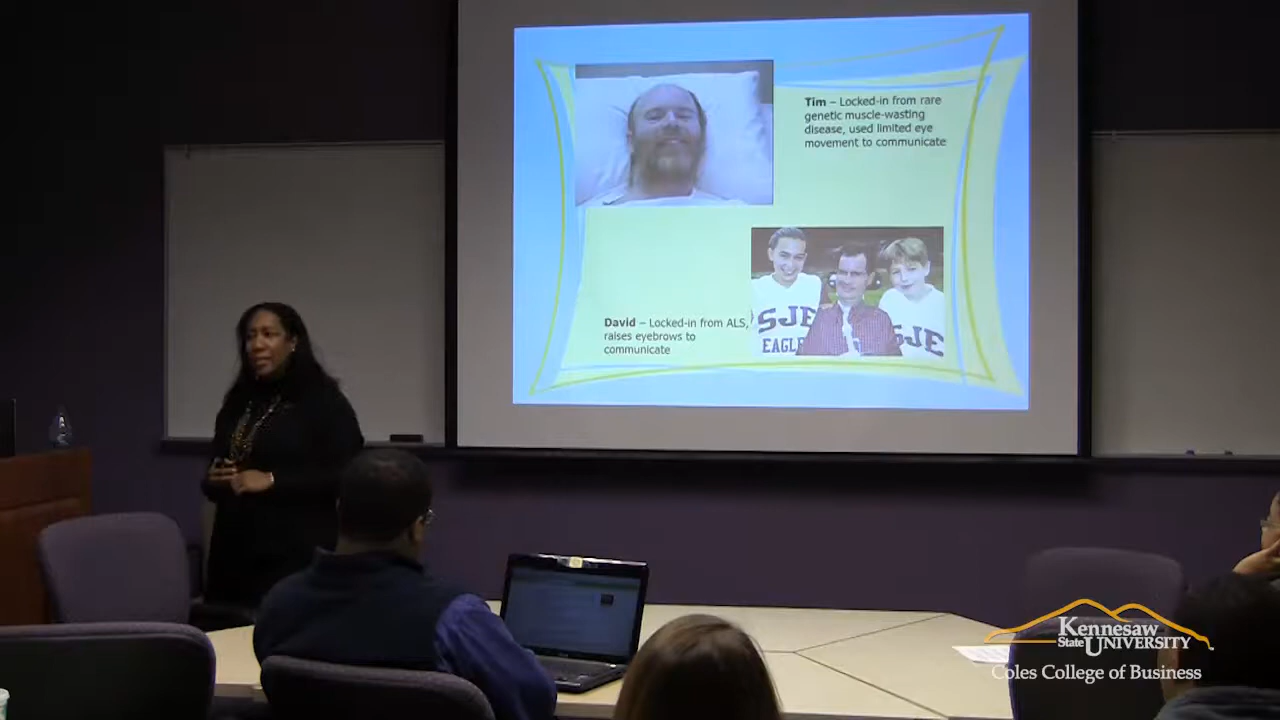 Tim – Locked-in from rare
genetic muscle-wasting
disease, used limited eye
movement to communicate
SJE
EAGL
SJE
David – Locked-in from ALS,
raises eyebrows to
communicate
Kennesaw
State UNIVERSITY
Coles College of Business